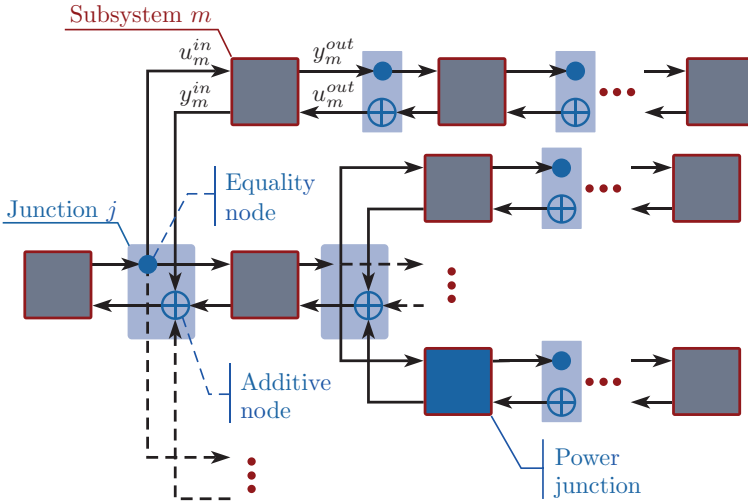 Subsystem m
u_m^{in} y_m^{out}
y_m^{in} u_m^{out}
Equality
node
Junction j
Additive
node
Power
junction